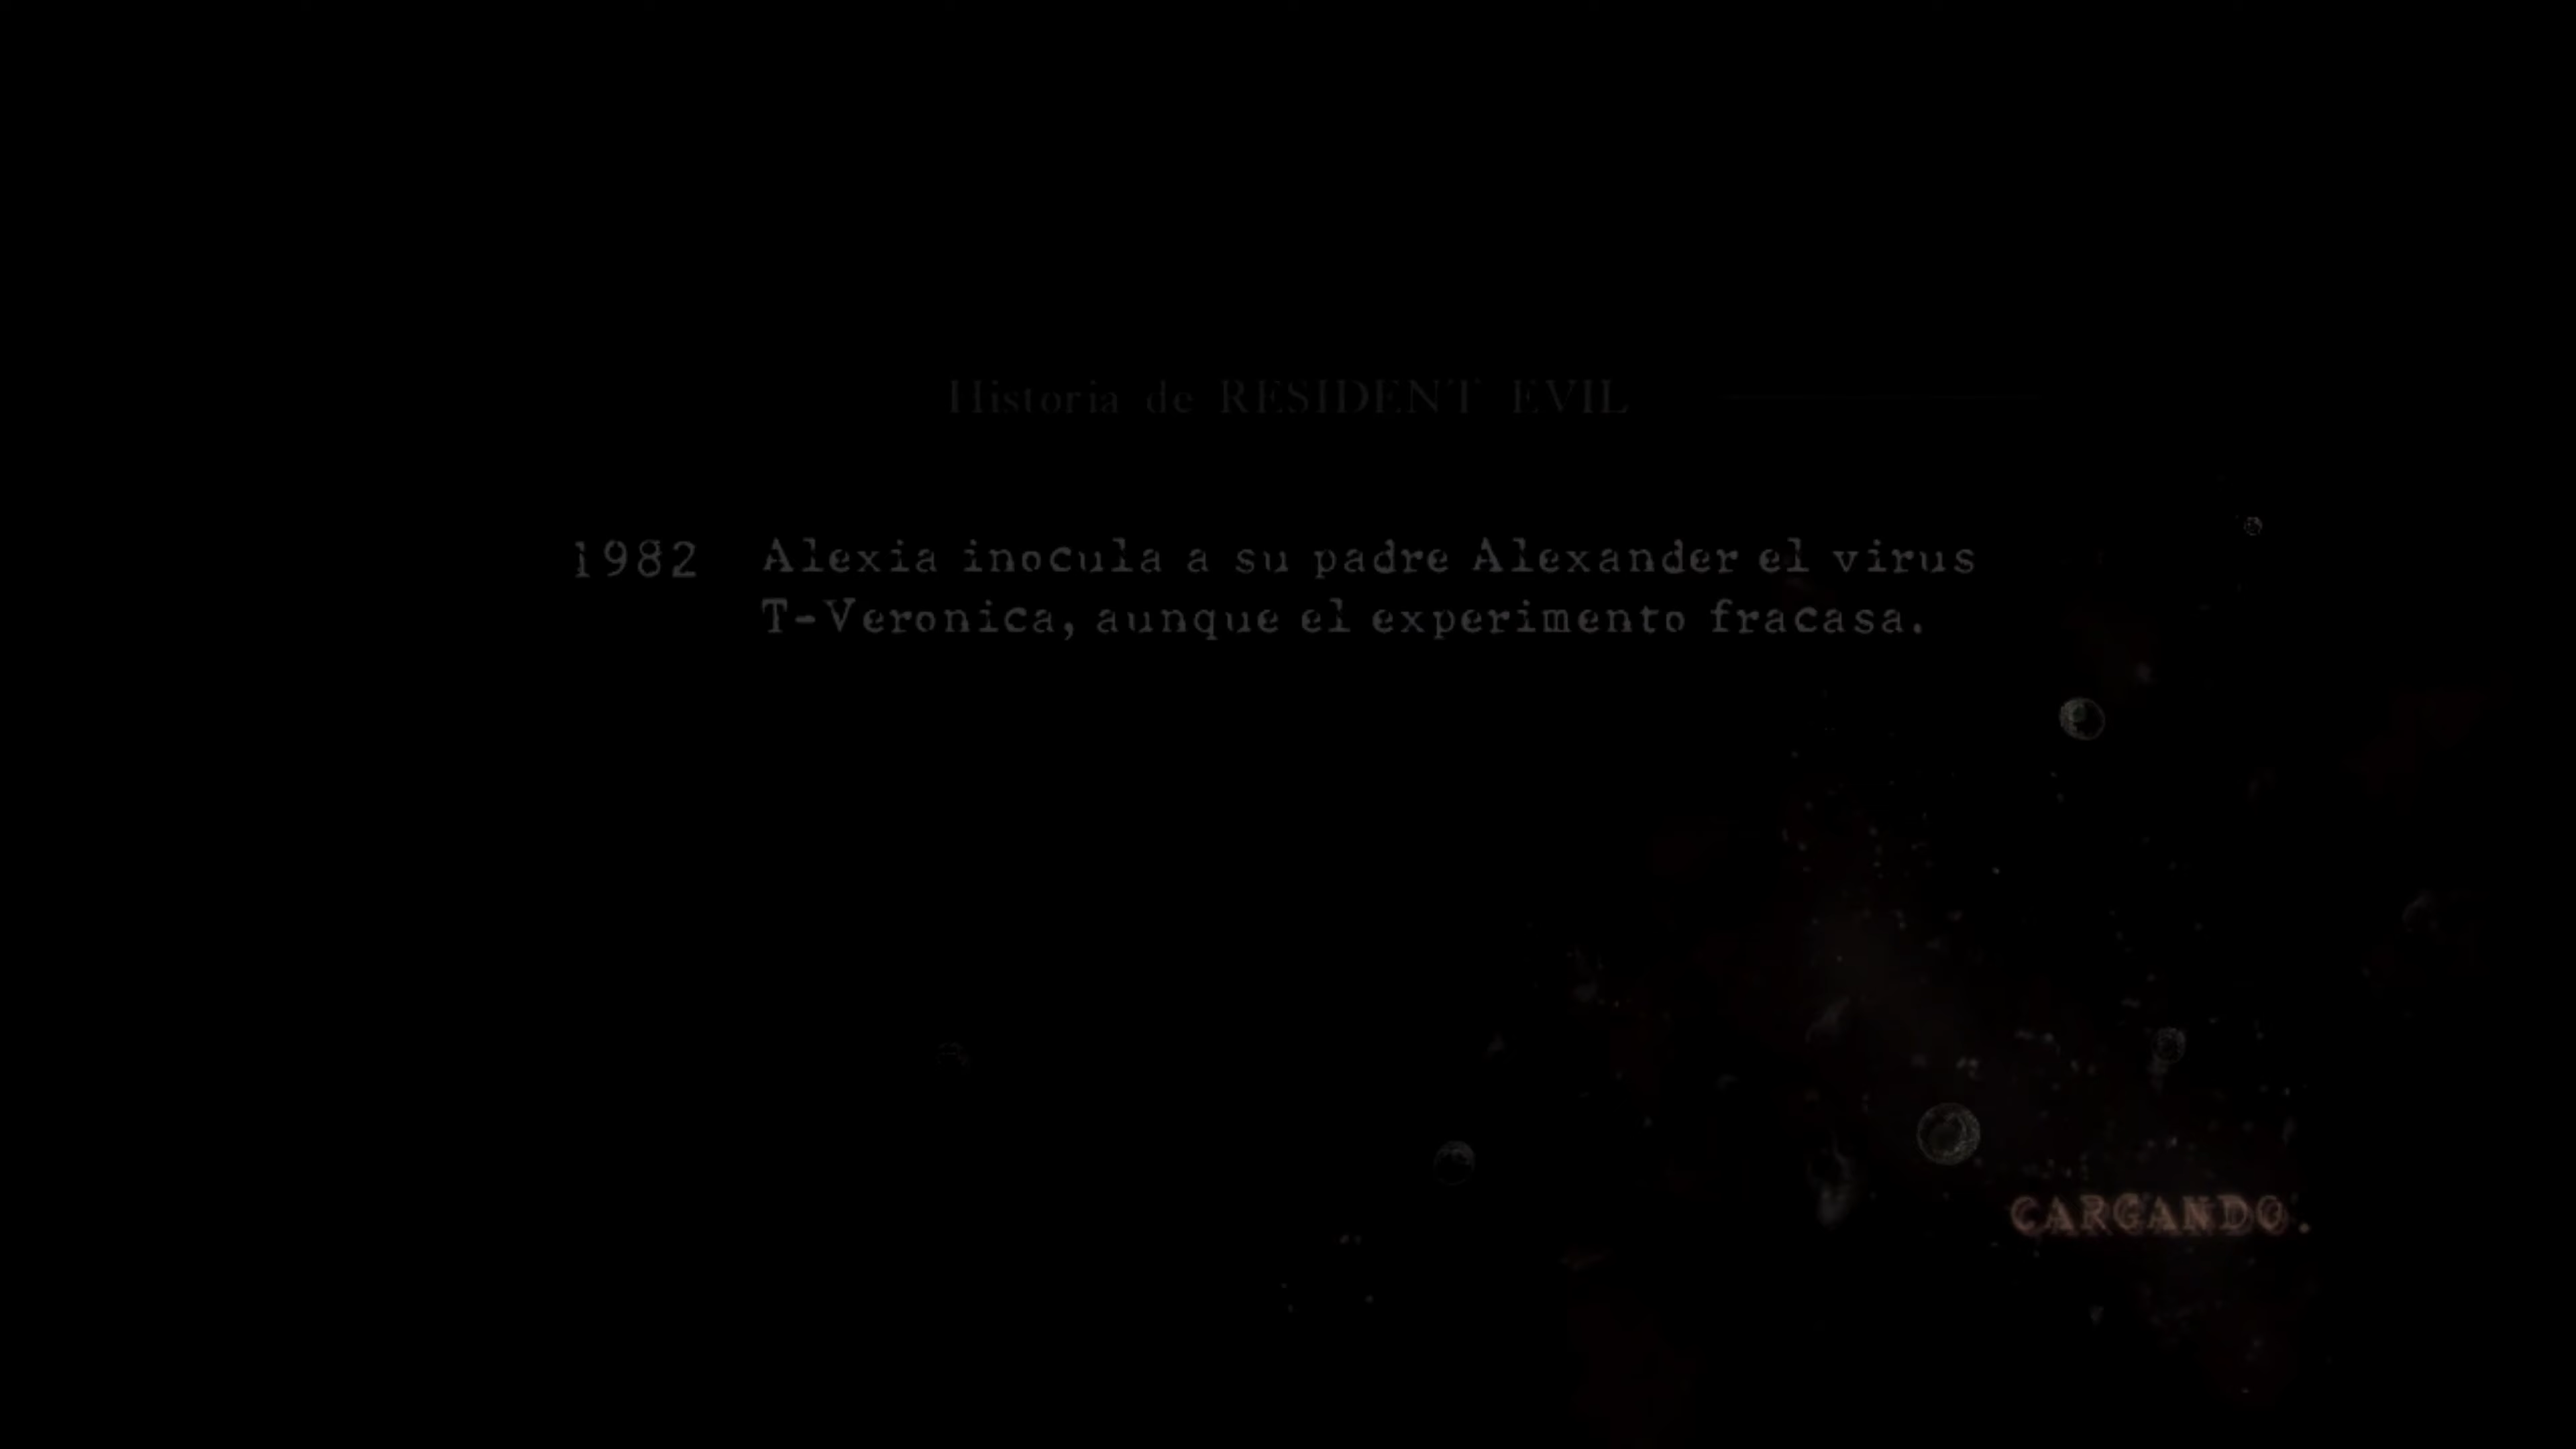 Historia de RESIDENT EVIL
1982 Alexia inocula a su padre Alexander el virus
T-Veronica, aunque el experimento fracasa.
CARGANDO.